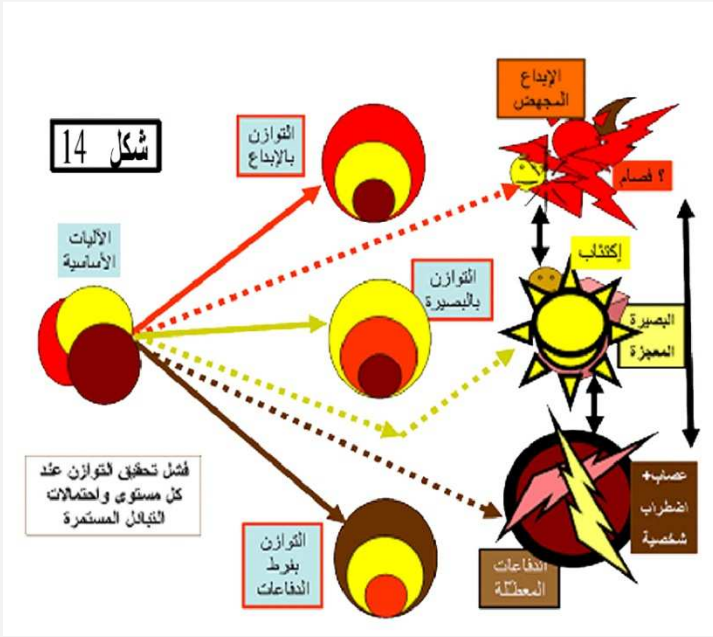 الإبداع
المجهض
شكل 14
التوازن
بالإبداع
؟ فصام
الآليات
الأساسية
إكتئاب
التوازن
بالبصيرة
البصيرة
المعجزة
فشل تحقيق التوازن عند
كل مستوى واحتمالات
التبادل المستمرة
عصاب+
اضطراب
شخصية
التوازن
بفرط
الدفاعات
الدفاعات
المعطلة